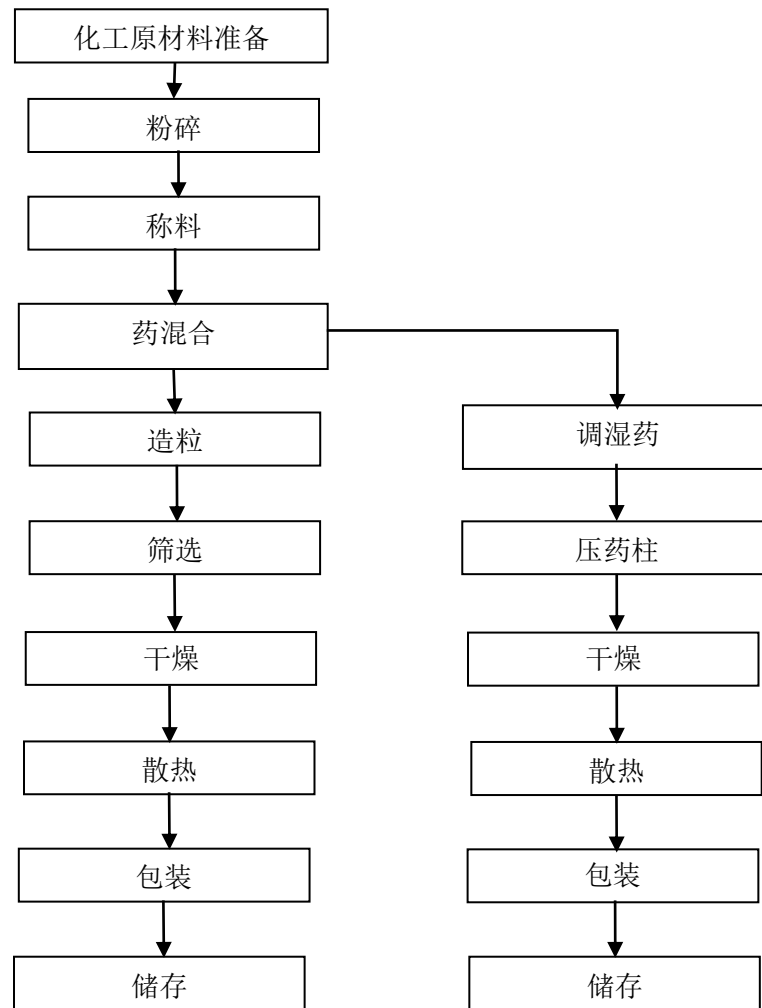 化工原材料准备
粉碎
称料
药混合
造粒
筛选
干燥
散热
包装
储存
调湿药
压药柱
干燥
散热
包装
储存